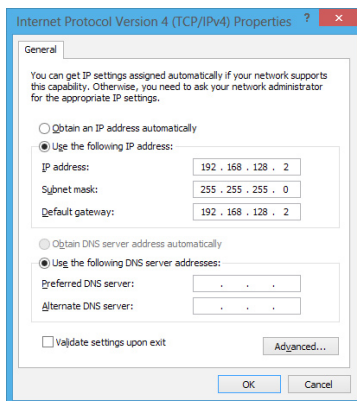 Internet Protocol Version 4 (TCP/IPv4) Properties ? ×
General
You can get IP settings assigned automatically if your network supports
this capability. Otherwise, you need to ask your network administrator
for the appropriate IP settings.
Obtain an IP address automatically
Use the following IP address:
IP address: 192 . 168 . 128 . 2
Subnet mask: 255 . 255 . 255 . 0
Default gateway: 192 . 168 . 128 . 2
Obtain DNS server address automatically
Use the following DNS server addresses:
Preferred DNS server: . . .
Alternate DNS server: . . .
Validate settings upon exit
Advanced...
OK Cancel